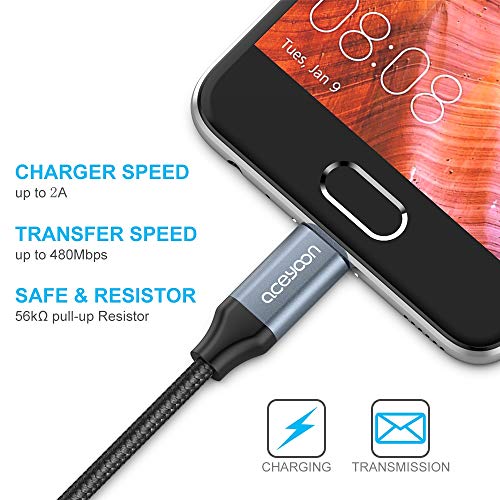 08:08
Tues, Jan 9
CHARGER SPEED
up to 2A
TRANSFER SPEED
up to 480Mbps
SAFE & RESISTOR
56kΩ pull-up Resistor
aceyoon
CHARGING
TRANSMISSION